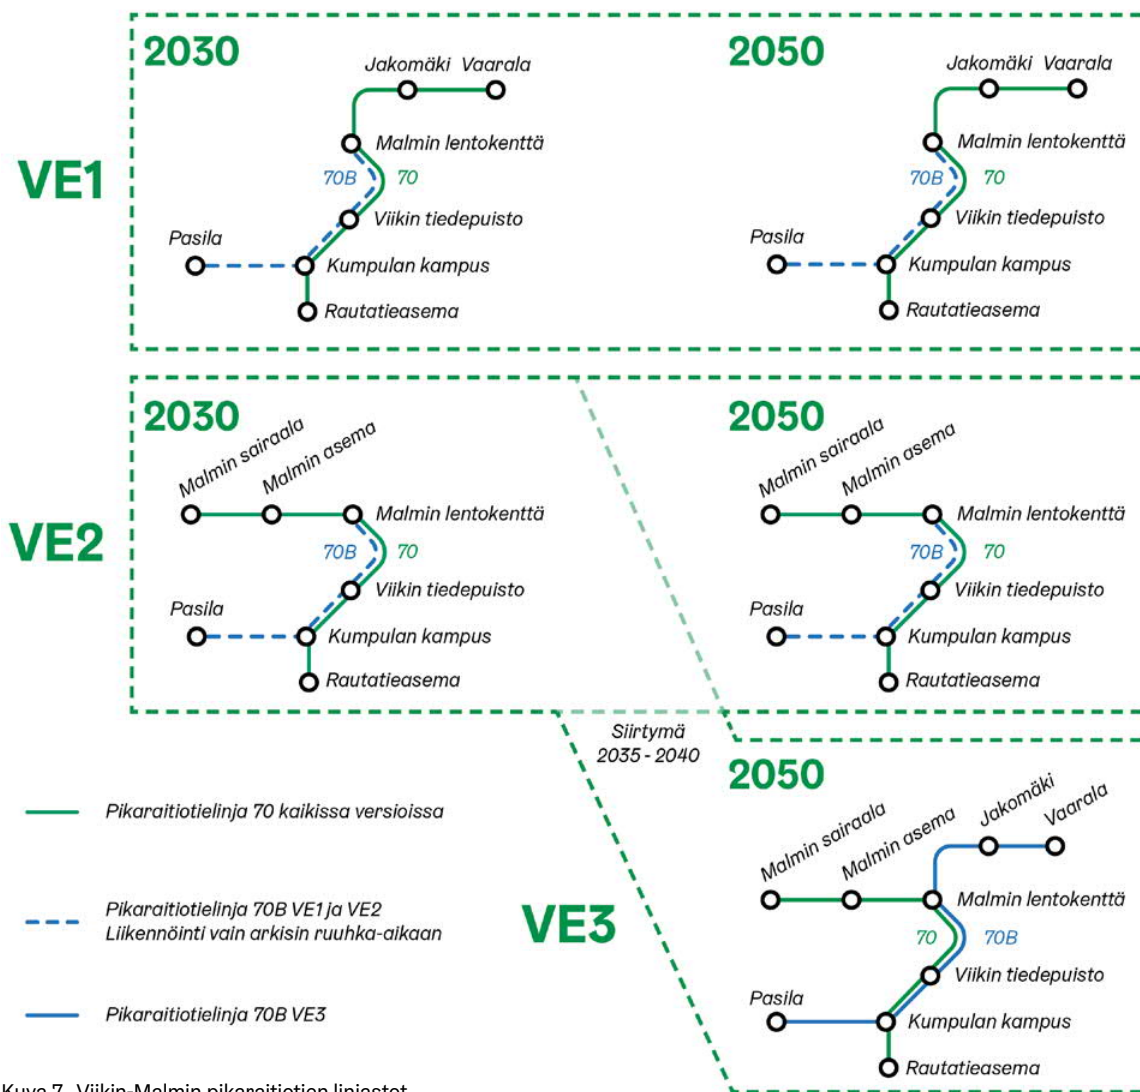 2030
Jakomäki Vaarala
Malmin lentokenttä
70B 70
Viikin tiedepuisto
Pasila
Kumpulan kampus
Rautatieasema
2050
Jakomäki Vaarala
Malmin lentokenttä
70B 70
Viikin tiedepuisto
Pasila
Kumpulan kampus
Rautatieasema
VE1
2030
Malmin sairaala
Malmin asema
Malmin lentokenttä
70B 70
Viikin tiedepuisto
Pasila
Kumpulan kampus
Rautatieasema
2050
Malmin sairaala
Malmin asema
Malmin lentokenttä
70B 70
Viikin tiedepuisto
Pasila
Kumpulan kampus
Rautatieasema
VE2
Siirtymä
2035 - 2040
2050
Malmin sairaala
Malmin asema
Jakomäki
Vaarala
Malmin lentokenttä
70 70B
Viikin tiedepuisto
Pasila
Kumpulan kampus
Rautatieasema
VE3
Pikaraitiotielinja 70 kaikissa versioissa
Pikaraitiotielinja 70B VE1 ja VE2
Liikennöinti vain arkisin ruuhka-aikaan
Pikaraitiotielinja 70B VE3
Kuva 7. Viikin-Malmin pikaraitiotien linjastot